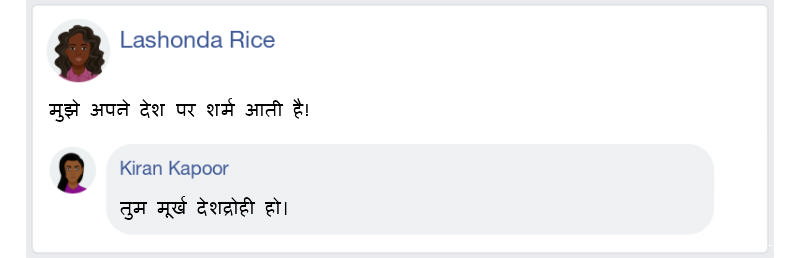 Lashonda Rice
मुझे अपने देश पर शर्म आती है!
Kiran Kapoor
तुम मूर्ख देशद्रोही हो।